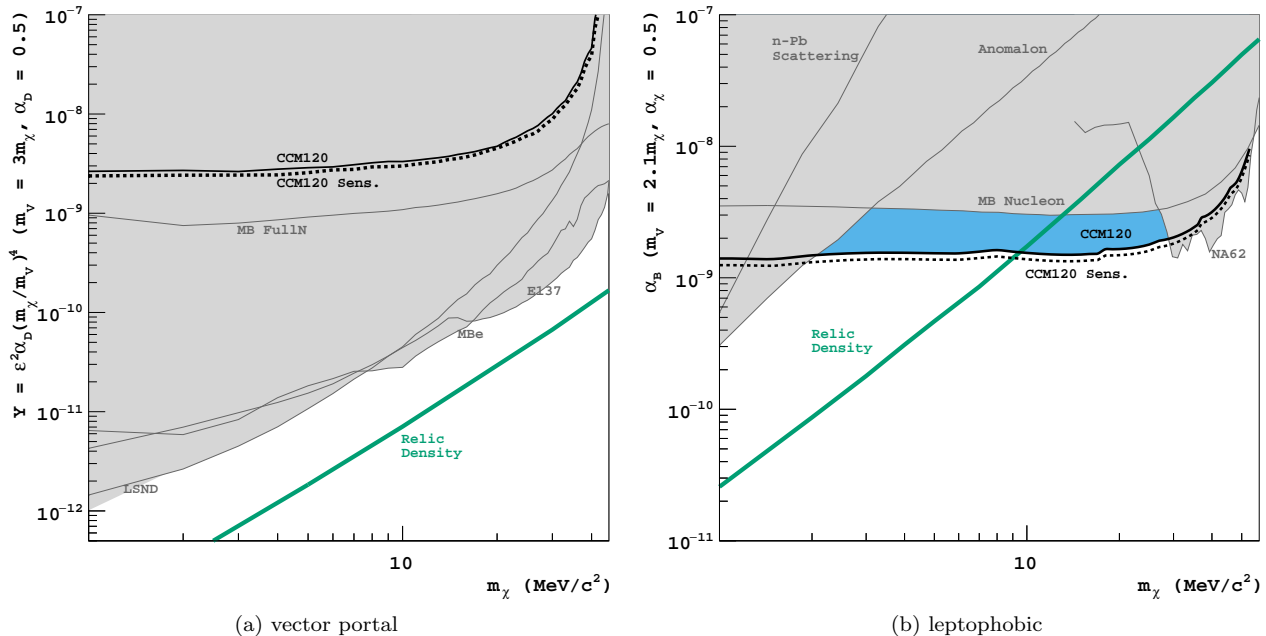 Y = ε²α_D(m_χ/m_V)⁴ (m_V = 3m_χ, α_D = 0.5)
10⁻⁷
10⁻⁸
10⁻⁹
10⁻¹⁰
10⁻¹¹
10⁻¹²
CCM120
CCM120 Sens.
MB FullN
E137
MBe
Relic
Density
LSND
10
m_χ (MeV/c²)
(a) vector portal
α_B (m_V = 2.1m_χ, α_χ = 0.5)
10⁻⁶
10⁻⁷
10⁻⁸
10⁻⁹
10⁻¹⁰
10⁻¹¹
n-Pb
Scattering
Anomalon
MB Nucleon
CCM120
NA62
CCM120 Sens.
Relic
Density
10
m_χ (MeV/c²)
(b) leptophobic